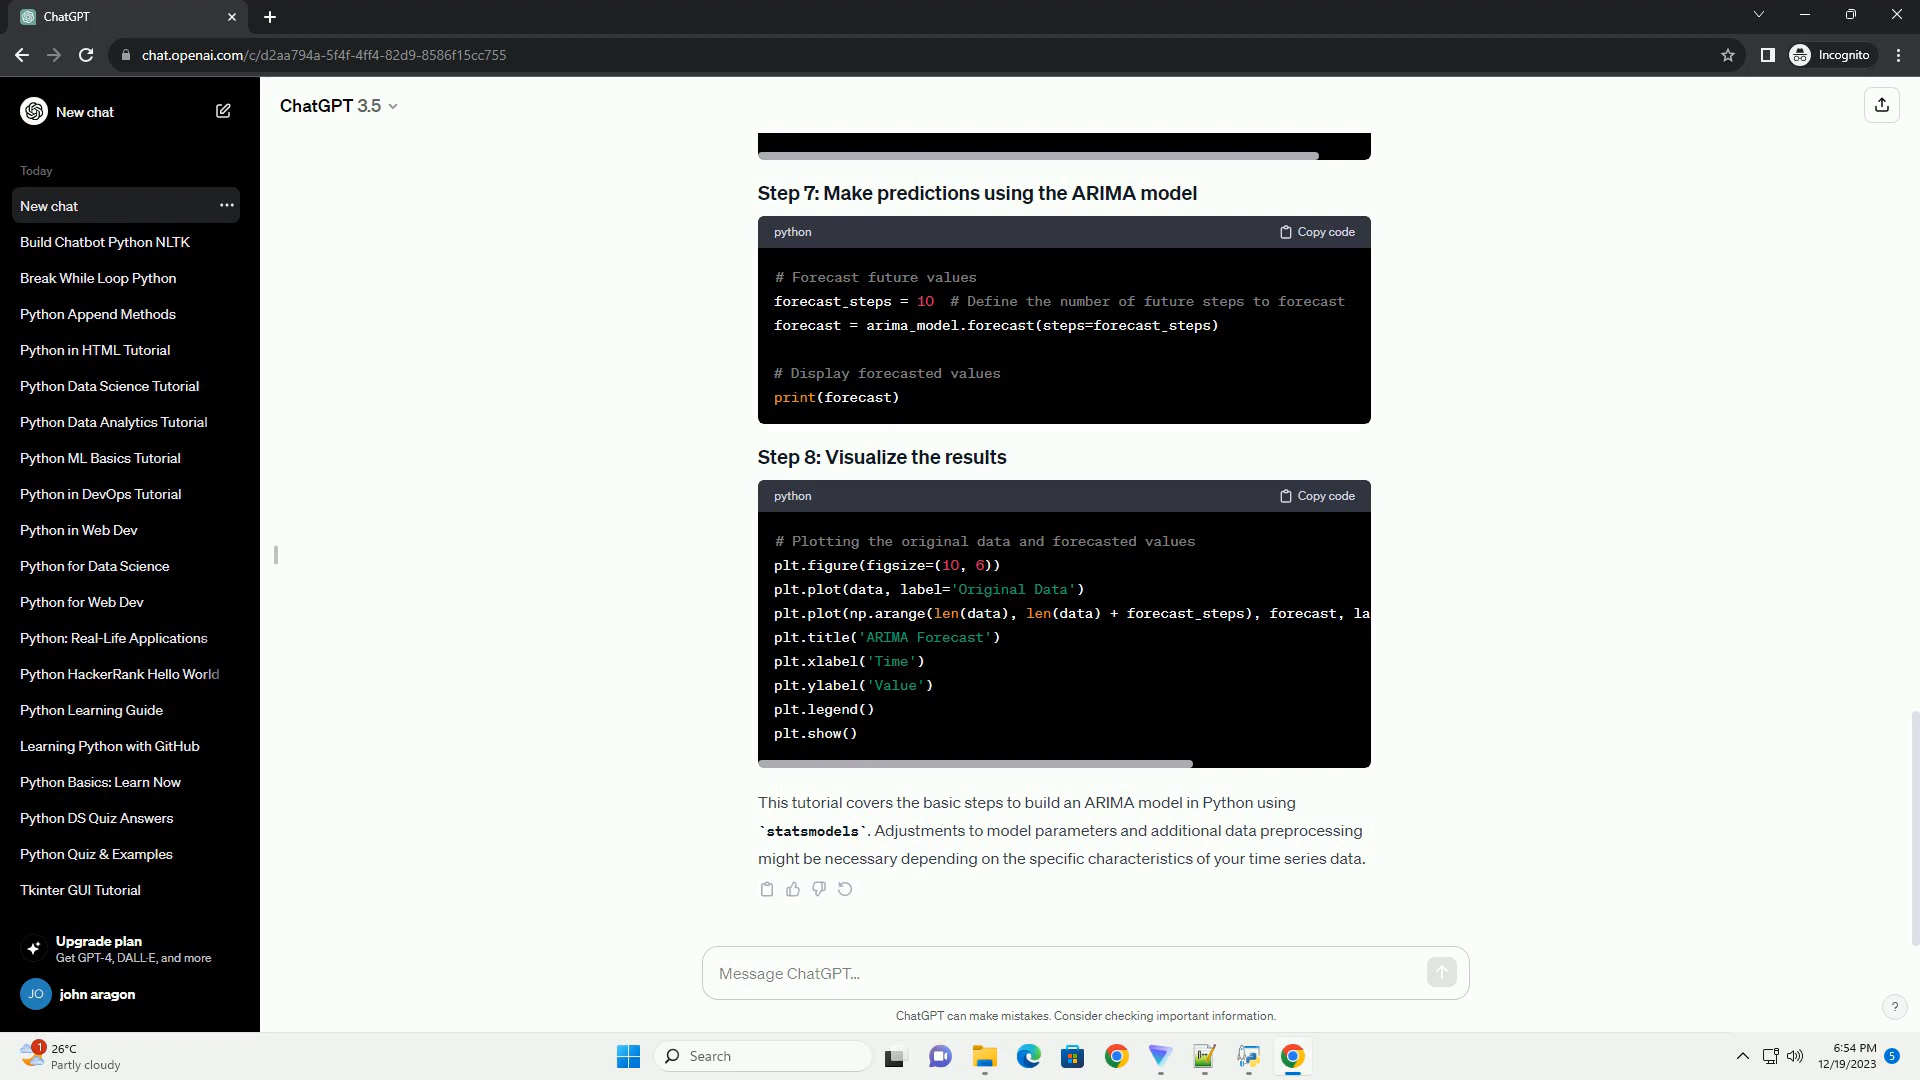 ChatGPT
chat.openai.com/c/d2aa794a-5f4f-4ff4-82d9-8586f15cc755
Incognito
New chat
ChatGPT 3.5
Today
New chat
Build Chatbot Python NLTK
Break While Loop Python
Python Append Methods
Python in HTML Tutorial
Python Data Science Tutorial
Python Data Analytics Tutorial
Python ML Basics Tutorial
Python in DevOps Tutorial
Python in Web Dev
Python for Data Science
Python for Web Dev
Python: Real-Life Applications
Python HackerRank Hello World
Python Learning Guide
Learning Python with GitHub
Python Basics: Learn Now
Python DS Quiz Answers
Python Quiz & Examples
Tkinter GUI Tutorial
Upgrade plan
Get GPT-4, DALL·E, and more
JO john aragon
Step 7: Make predictions using the ARIMA model
python Copy code
# Forecast future values
forecast_steps = 10  # Define the number of future steps to forecast
forecast = arima_model.forecast(steps=forecast_steps)
# Display forecasted values
print(forecast)
Step 8: Visualize the results
python Copy code
# Plotting the original data and forecasted values
plt.figure(figsize=(10, 6))
plt.plot(data, label='Original Data')
plt.plot(np.arange(len(data), len(data) + forecast_steps), forecast, la
plt.title('ARIMA Forecast')
plt.xlabel('Time')
plt.ylabel('Value')
plt.legend()
plt.show()
This tutorial covers the basic steps to build an ARIMA model in Python using
`statsmodels`. Adjustments to model parameters and additional data preprocessing
might be necessary depending on the specific characteristics of your time series data.
Message ChatGPT...
ChatGPT can make mistakes. Consider checking important information.
?
1
26°C
Partly cloudy
Search
6:54 PM
12/19/2023
5